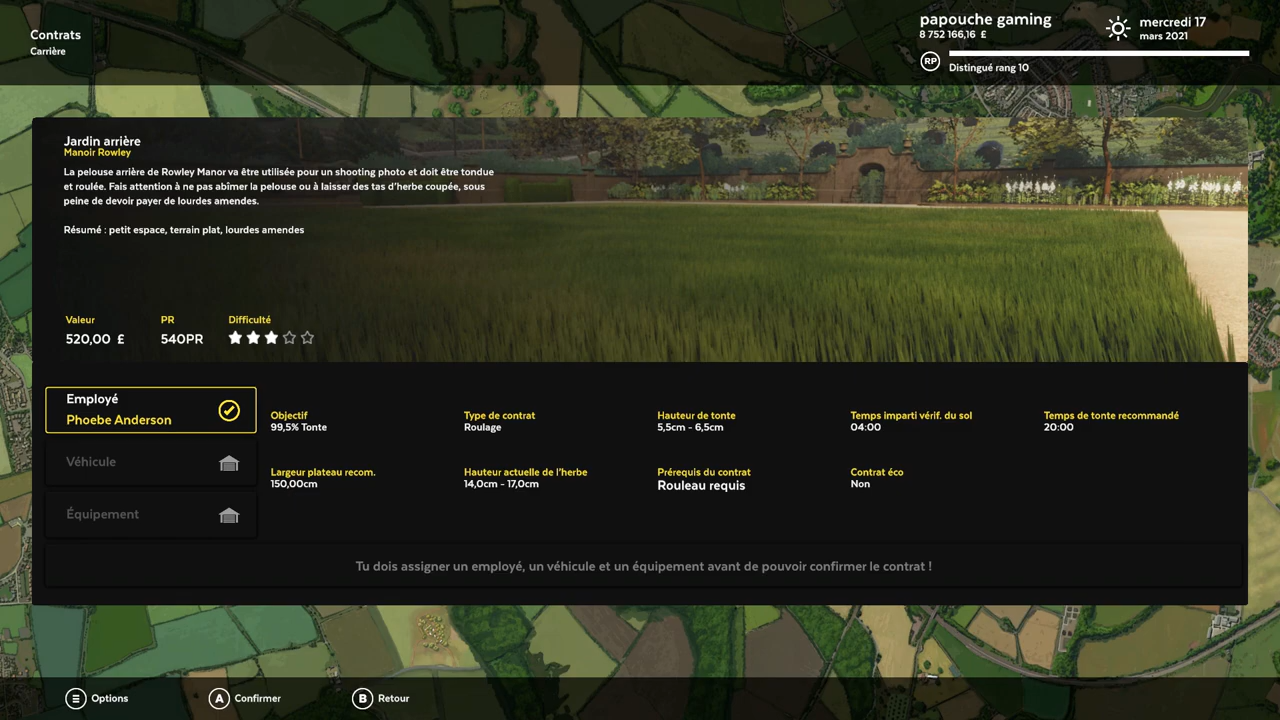 Contrats
Carrière
papouche gaming
8 752 166,16 £
mercredi 17
mars 2021
RP
Distingué rang 10
Jardin arrière
Manoir Rowley
La pelouse arrière de Rowley Manor va être utilisée pour un shooting photo et doit être tondue
et roulée. Fais attention à ne pas abîmer la pelouse ou à laisser des tas d'herbe coupée, sous
peine de devoir payer de lourdes amendes.
Résumé : petit espace, terrain plat, lourdes amendes
Valeur
520,00 £
PR
540PR
Difficulté
Employé
Phoebe Anderson
Véhicule
Équipement
Objectif
99,5% Tonte
Type de contrat
Roulage
Hauteur de tonte
5,5cm - 6,5cm
Temps imparti vérif. du sol
04:00
Temps de tonte recommandé
20:00
Largeur plateau recom.
150,00cm
Hauteur actuelle de l'herbe
14,0cm - 17,0cm
Prérequis du contrat
Rouleau requis
Contrat éco
Non
Tu dois assigner un employé, un véhicule et un équipement avant de pouvoir confirmer le contrat !
Options
A Confirmer
B Retour